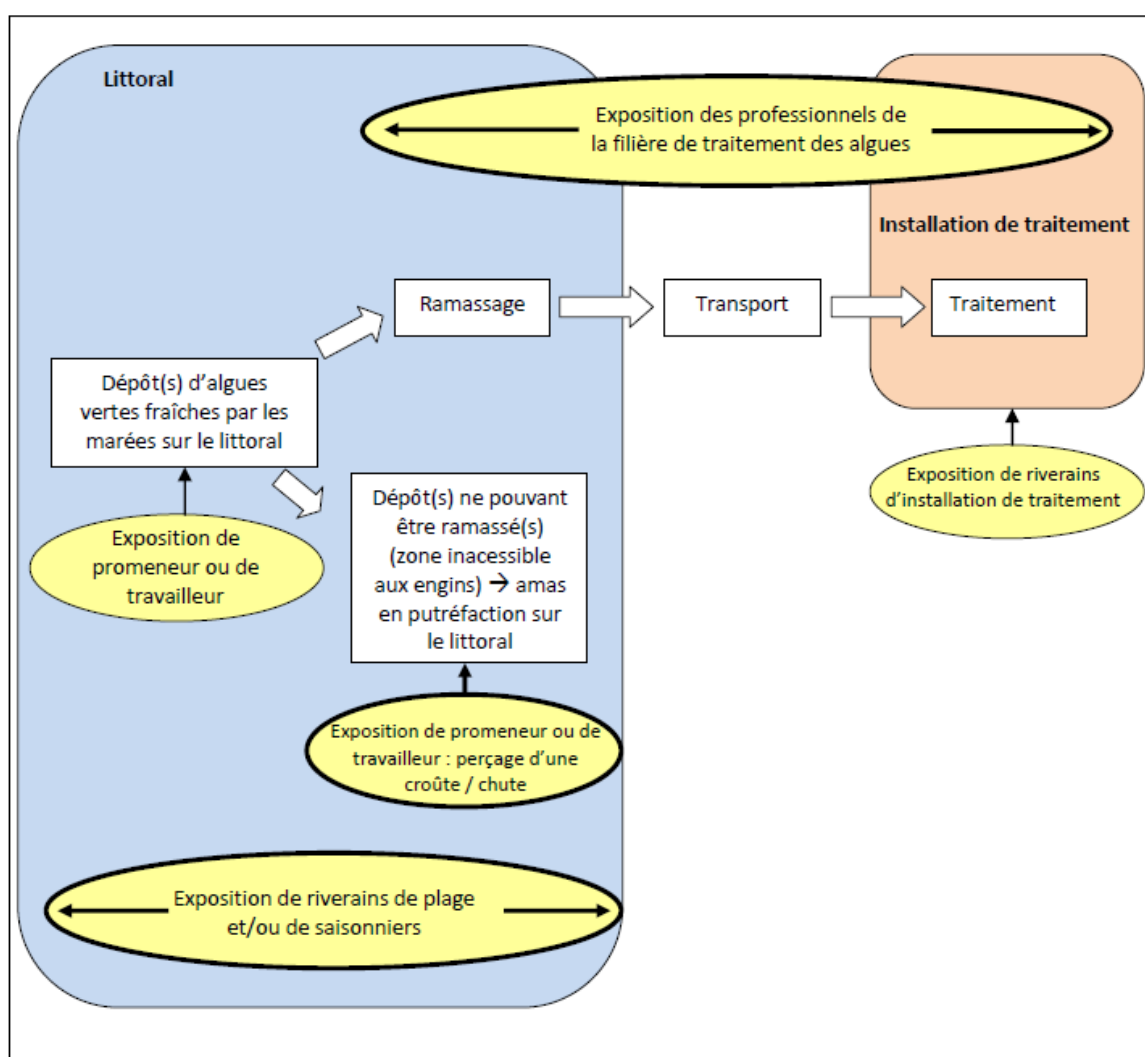 Littoral
Exposition des professionnels de
la filière de traitement des algues
Installation de traitement
Ramassage
Transport
Traitement
Dépôt(s) d'algues
vertes fraîches par les
marées sur le littoral
Exposition de
promeneur ou de
travailleur
Dépôt(s) ne pouvant
être ramassé(s)
(zone inacessible
aux engins) → amas
en putréfaction sur
le littoral
Exposition de riverains
d'installation de traitement
Exposition de promeneur ou de
travailleur : perçage d'une
croûte / chute
Exposition de riverains de plage
et/ou de saisonniers